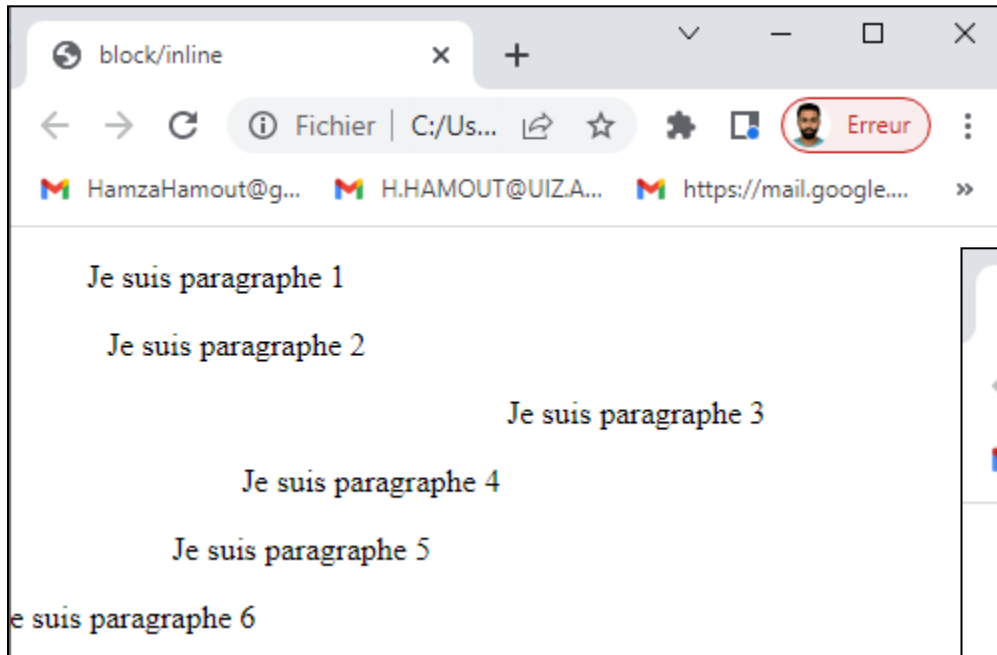 block/inline
Fichier C:/Us... Erreur
HamzaHamout@g... H.HAMOUT@UIZ.A... https://mail.google....
Je suis paragraphe 1
Je suis paragraphe 2
Je suis paragraphe 3
Je suis paragraphe 4
Je suis paragraphe 5
e suis paragraphe 6